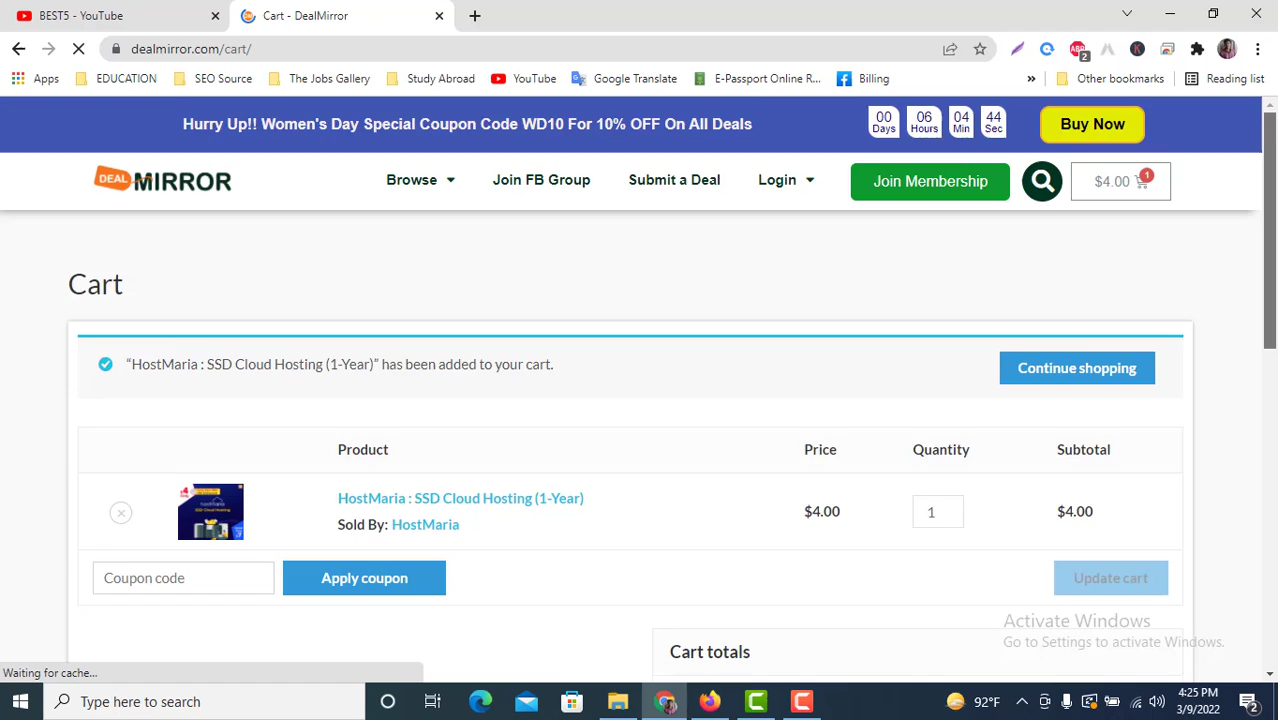 BEST5 - YouTube
Cart - DealMirror
dealmirror.com/cart/
2
Apps
EDUCATION
SEO Source
The Jobs Gallery
Study Abroad
YouTube
Google Translate
E-Passport Online R...
Billing
»
Other bookmarks
Reading list
Hurry Up!! Women's Day Special Coupon Code WD10 For 10% OFF On All Deals
00 06 04 44
Days Hours Min Sec
Buy Now
DEAL MIRROR
Browse
Join FB Group
Submit a Deal
Login
Join Membership
$4.00
1
Cart
“HostMaria : SSD Cloud Hosting (1-Year)” has been added to your cart.
Continue shopping
Product Price Quantity Subtotal
HostMaria : SSD Cloud Hosting (1-Year)
Sold By: HostMaria
$4.00
1
$4.00
Coupon code
Apply coupon
Update cart
Activate Windows
Go to Settings to activate Windows.
Cart totals
Waiting for cache...
Type here to search
92°F
4:25 PM
3/9/2022
2